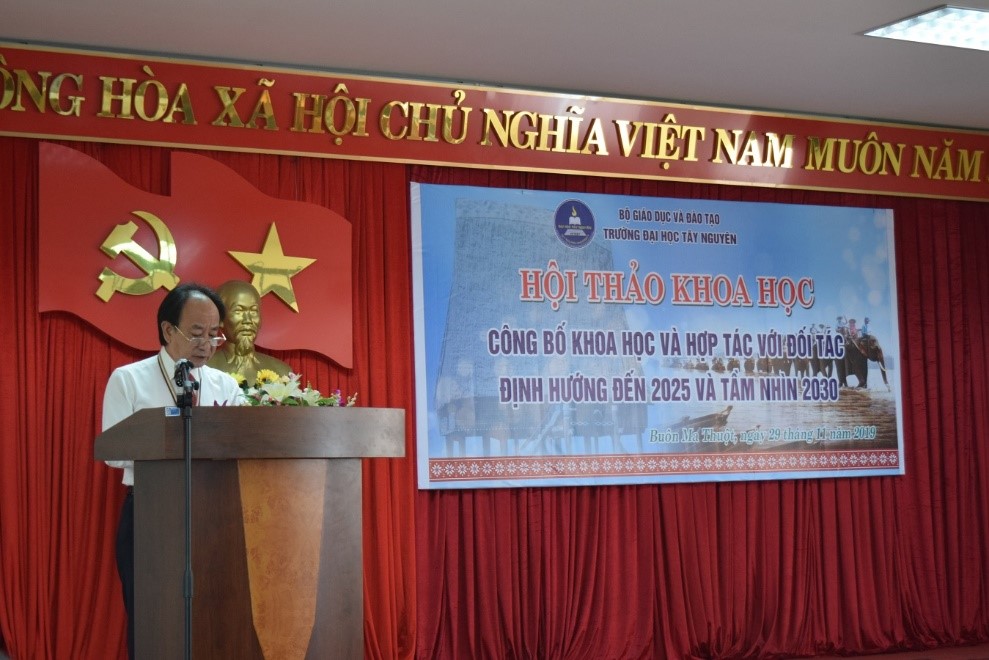 ỘNG HÒA XÃ HỘI CHỦ NGHĨA VIỆT NAM MUÔN NĂM
BỘ GIÁO DỤC VÀ ĐÀO TẠO
TRƯỜNG ĐẠI HỌC TÂY NGUYÊN
HỘI THẢO KHOA HỌC
CÔNG BỐ KHOA HỌC VÀ HỢP TÁC VỚI ĐỐI TÁC
ĐỊNH HƯỚNG ĐẾN 2025 VÀ TẦM NHÌN 2030
Buôn Ma Thuột, ngày 29 tháng 11 năm 2019